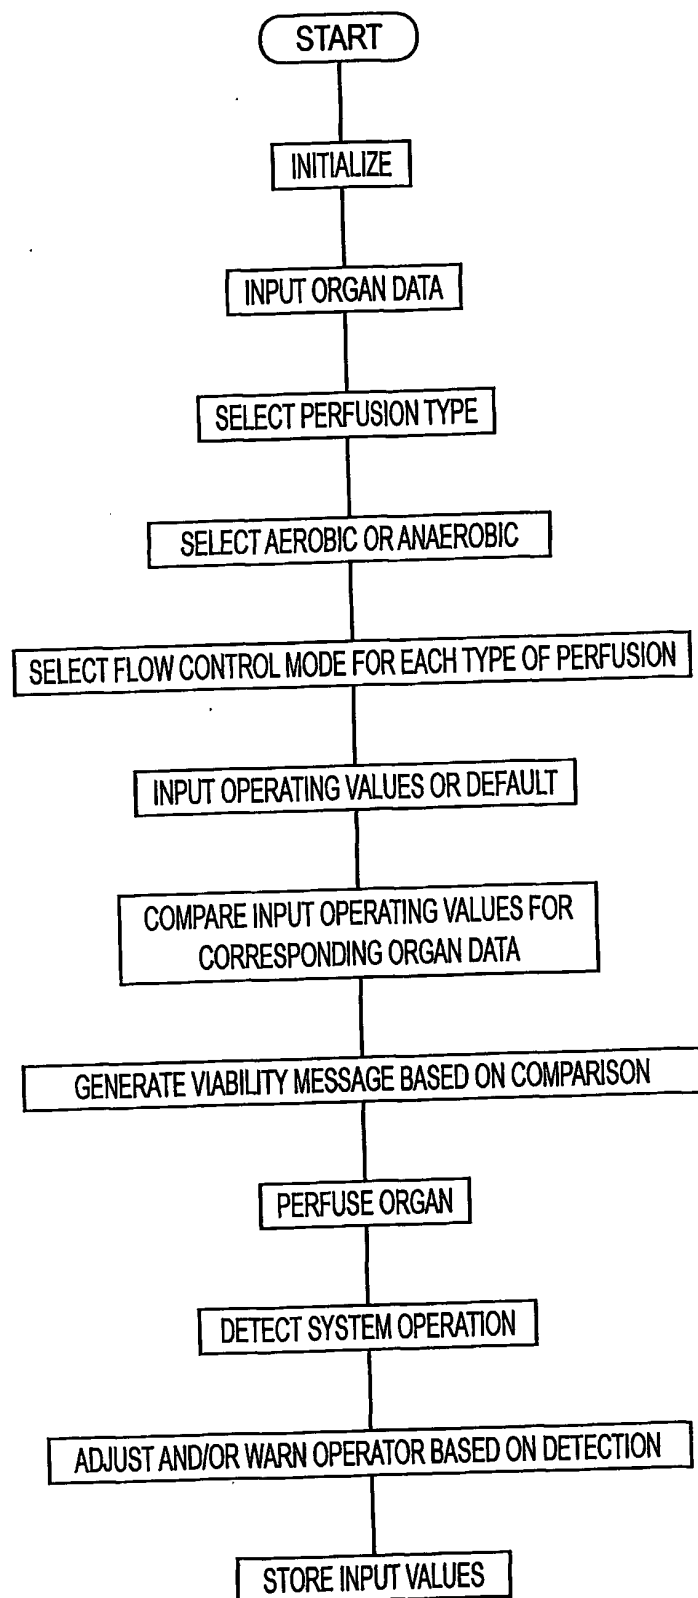 START
INITIALIZE
INPUT ORGAN DATA
SELECT PERFUSION TYPE
SELECT AEROBIC OR ANAEROBIC
SELECT FLOW CONTROL MODE FOR EACH TYPE OF PERFUSION
INPUT OPERATING VALUES OR DEFAULT
COMPARE INPUT OPERATING VALUES FOR
CORRESPONDING ORGAN DATA
GENERATE VIABILITY MESSAGE BASED ON COMPARISON
PERFUSE ORGAN
DETECT SYSTEM OPERATION
ADJUST AND/OR WARN OPERATOR BASED ON DETECTION
STORE INPUT VALUES